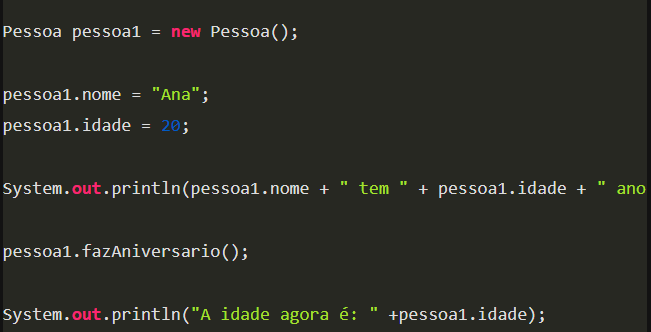 Pessoa pessoa1 = new Pessoa();
pessoa1.nome = "Ana";
pessoa1.idade = 20;
System.out.println(pessoa1.nome + " tem " + pessoa1.idade + " ano
pessoa1.fazAniversario();
System.out.println("A idade agora é: " +pessoa1.idade);